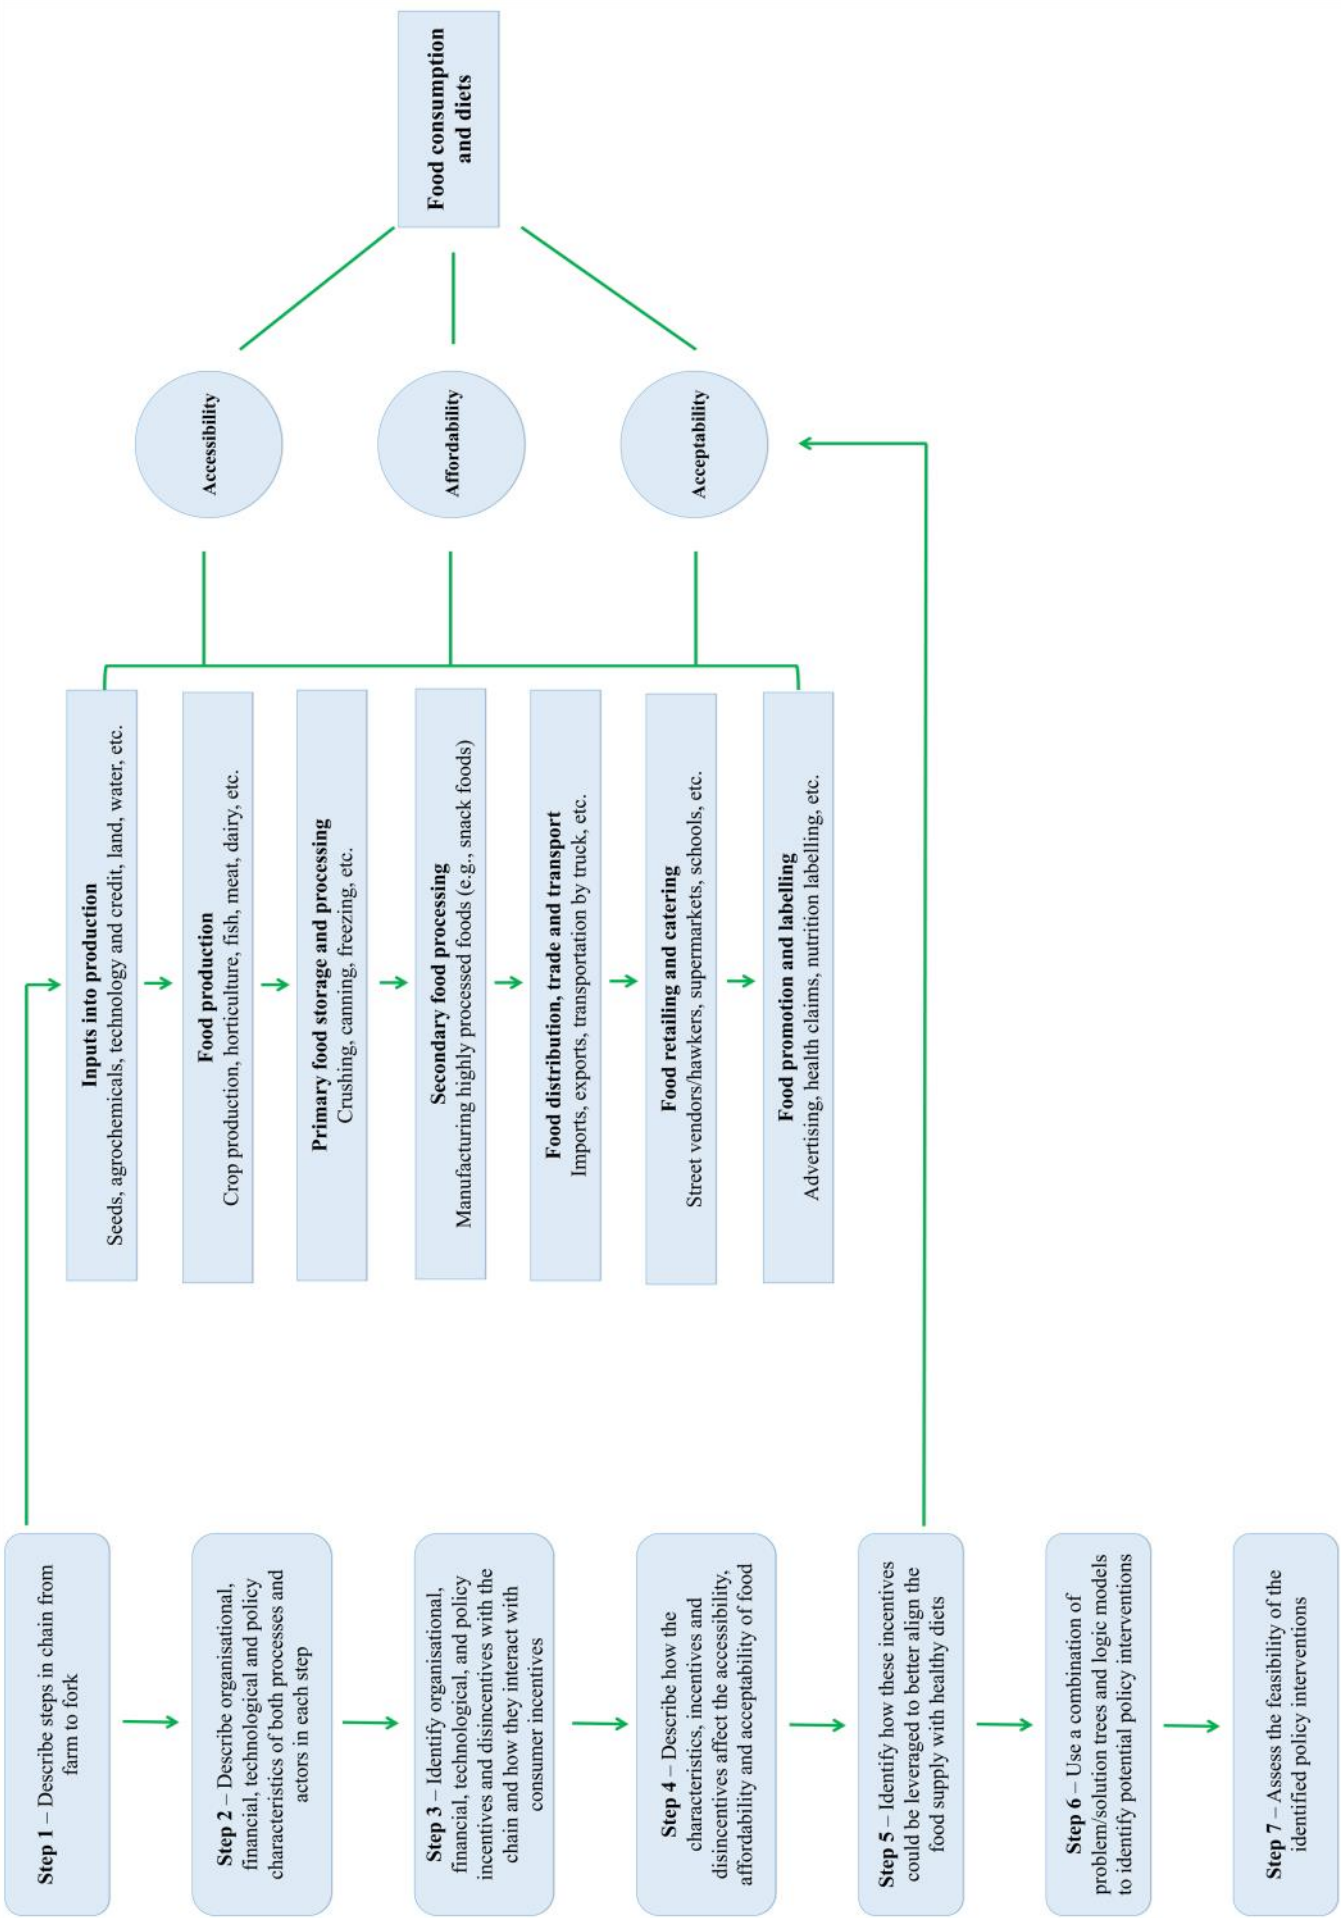 Step 1 – Describe steps in chain from
farm to fork
Step 2 – Describe organisational,
financial, technological and policy
characteristics of both processes and
actors in each step
Step 3 – Identify organisational,
financial, technological, and policy
incentives and disincentives with the
chain and how they interact with
consumer incentives
Step 4 – Describe how the
characteristics, incentives and
disincentives affect the accessibility,
affordability and acceptability of food
Step 5 – Identify how these incentives
could be leveraged to better align the
food supply with healthy diets
Step 6 – Use a combination of
problem/solution trees and logic models
to identify potential policy interventions
Step 7 – Assess the feasibility of the
identified policy interventions
Inputs into production
Seeds, agrochemicals, technology and credit, land, water, etc.
Food production
Crop production, horticulture, fish, meat, dairy, etc.
Primary food storage and processing
Crushing, canning, freezing, etc.
Secondary food processing
Manufacturing highly processed foods (e.g., snack foods)
Food distribution, trade and transport
Imports, exports, transportation by truck, etc.
Food retailing and catering
Street vendors/hawkers, supermarkets, schools, etc.
Food promotion and labelling
Advertising, health claims, nutrition labelling, etc.
Accessibility
Affordability
Acceptability
Food consumption
and diets